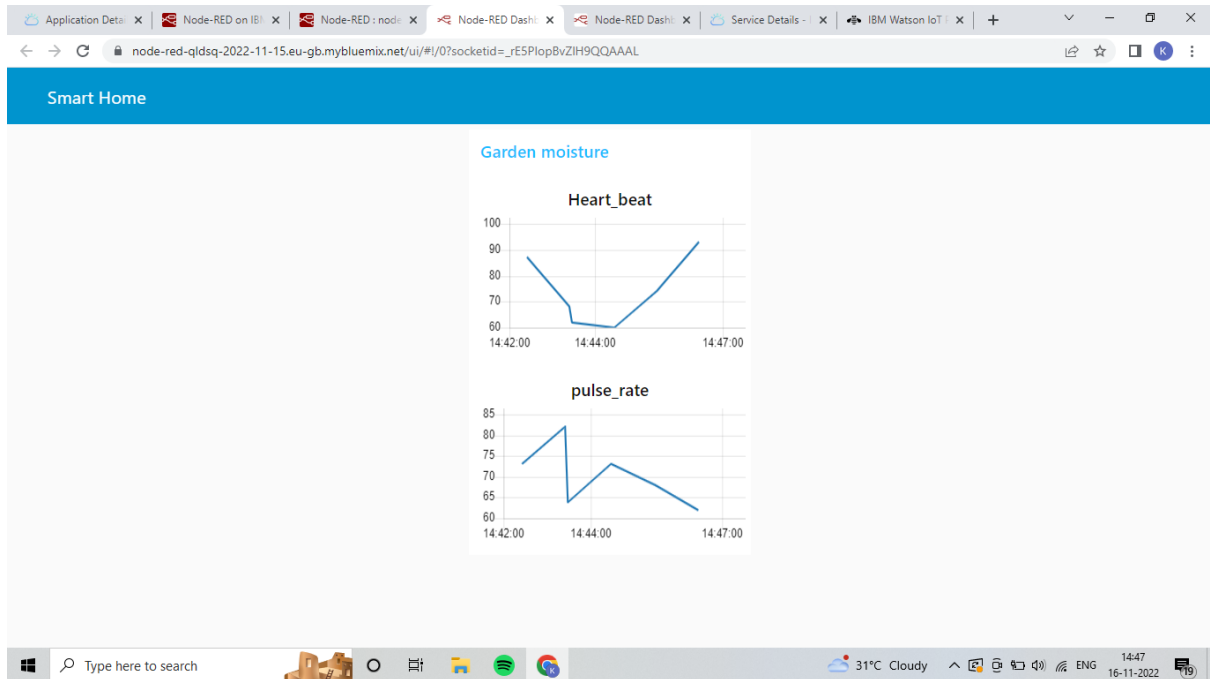 Application Deta
Node-RED on IB
Node-RED : node
Node-RED Dash
Node-RED Dash
Service Details -
IBM Watson IoT P
node-red-qldsq-2022-11-15.eu-gb.mybluemix.net/ui/#!/0?socketid=_rE5PIopBvZIH9QQAAAL
K
Smart Home
Garden moisture
Heart_beat
100
90
80
70
60
14:42:00 14:44:00 14:47:00
pulse_rate
85
80
75
70
65
60
14:42:00 14:44:00 14:47:00
Type here to search
K
31°C Cloudy
ENG
14:47
16-11-2022
19